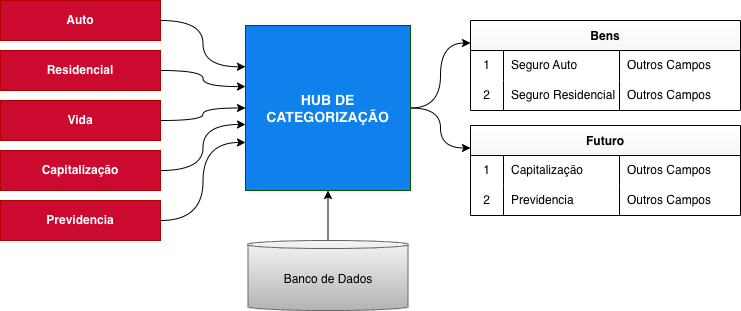 Auto
Residencial
Vida
Capitalização
Previdencia
HUB DE
CATEGORIZAÇÃO
Banco de Dados
Bens
1 Seguro Auto Outros Campos
2 Seguro Residencial Outros Campos
Futuro
1 Capitalização Outros Campos
2 Previdencia Outros Campos